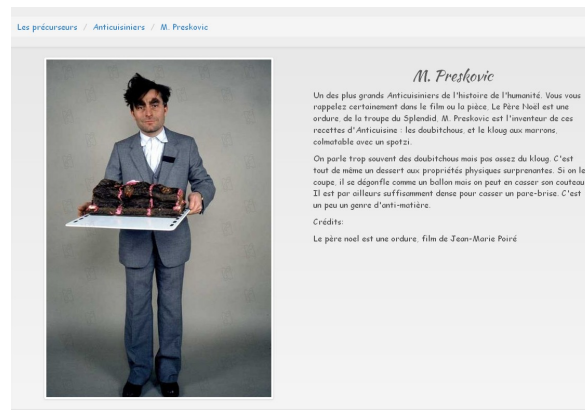 Les précurseurs / Anticuisiniers / M. Preskovic
M. Preskovic
Un des plus grands Anticuisiniers de l'histoire de l'humanité. Vous vous
rappelez certainement dans le film ou la pièce, Le Père Noël est une
ordure, de la troupe du Splendid, M. Preskovic est l'inventeur de ces
recettes d'Anticuisine : les doubitchous, et le kloug aux marrons,
colmatable avec un spotzi.
On parle trop souvent des doubitchous mais pas assez du kloug. C'est
tout de même un dessert aux propriétés physiques surprenantes. Si on le
coupe, il se dégonfle comme un ballon mais on peut en casser son couteau
Il est par ailleurs suffisamment dense pour casser un pare-brise. C'est
un peu un genre d'anti-matière.
Crédits:
Le père noel est une ordure, film de Jean-Marie Poiré